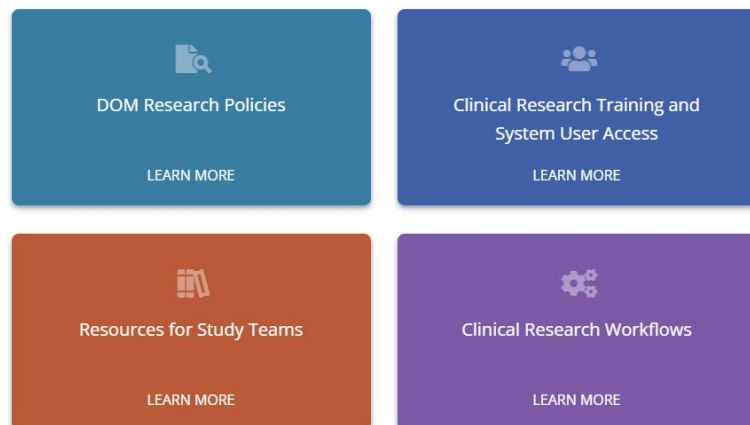 DOM Research Policies
LEARN MORE
Clinical Research Training and
System User Access
LEARN MORE
Resources for Study Teams
LEARN MORE
Clinical Research Workflows
LEARN MORE